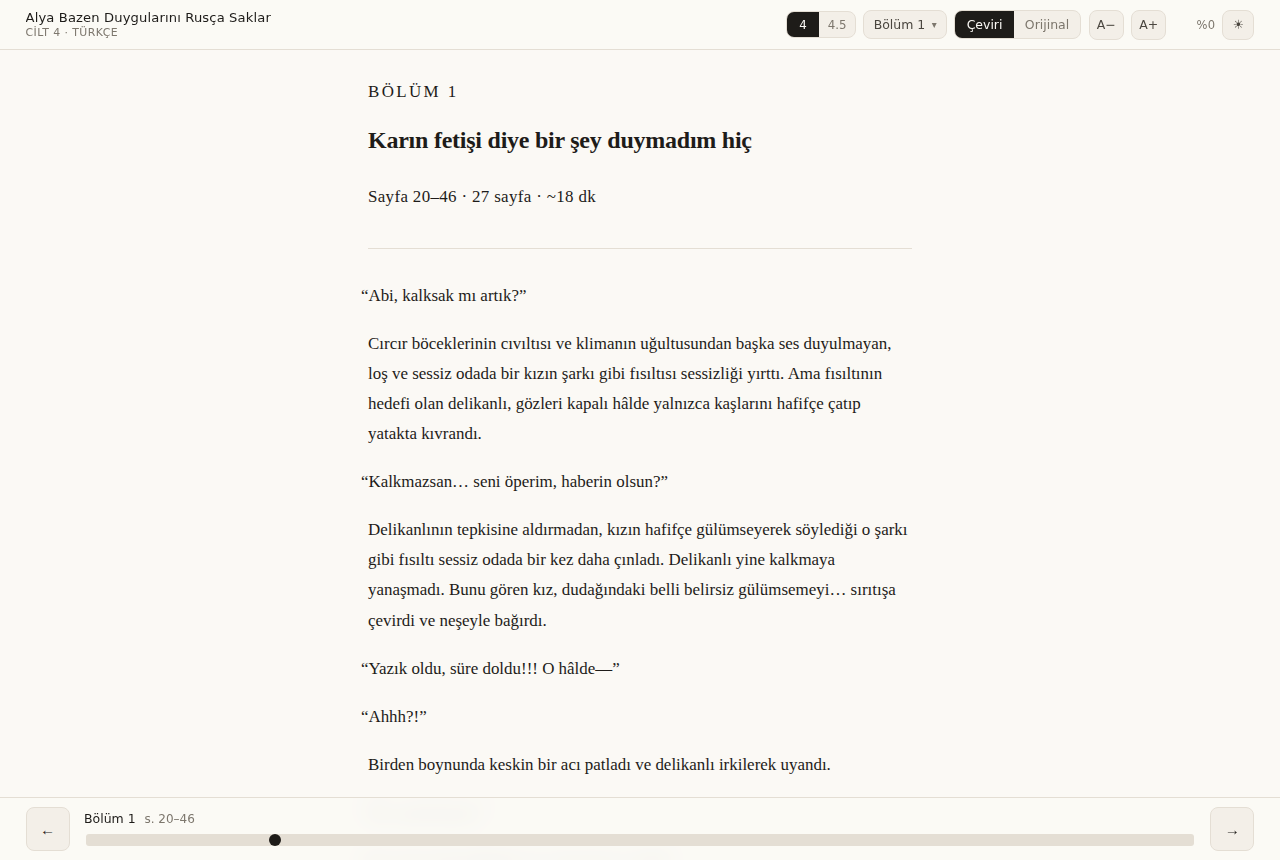 Alya Bazen Duygularını Rusça Saklar
CİLT 4 · TÜRKÇE
4 4.5 Bölüm 1 ▾ Çeviri Orijinal A− A+ %0 ☀
BÖLÜM 1
Karın fetişi diye bir şey duymadım hiç
Sayfa 20–46 · 27 sayfa · ~18 dk
“Abi, kalksak mı artık?”
Cırcır böceklerinin cıvıltısı ve klimanın uğultusundan başka ses duyulmayan,
loş ve sessiz odada bir kızın şarkı gibi fısıltısı sessizliği yırttı. Ama fısıltının
hedefi olan delikanlı, gözleri kapalı hâlde yalnızca kaşlarını hafifçe çatıp
yatakta kıvrandı.
“Kalkmazsan… seni öperim, haberin olsun?”
Delikanlının tepkisine aldırmadan, kızın hafifçe gülümseyerek söylediği o şarkı
gibi fısıltı sessiz odada bir kez daha çınladı. Delikanlı yine kalkmaya
yanaşmadı. Bunu gören kız, dudağındaki belli belirsiz gülümsemeyi… sırıtışa
çevirdi ve neşeyle bağırdı.
“Yazık oldu, süre doldu!!! O hâlde—”
“Ahhh?!”
Birden boynunda keskin bir acı patladı ve delikanlı irkilerek uyandı.
← Bölüm 1 s. 20–46 →